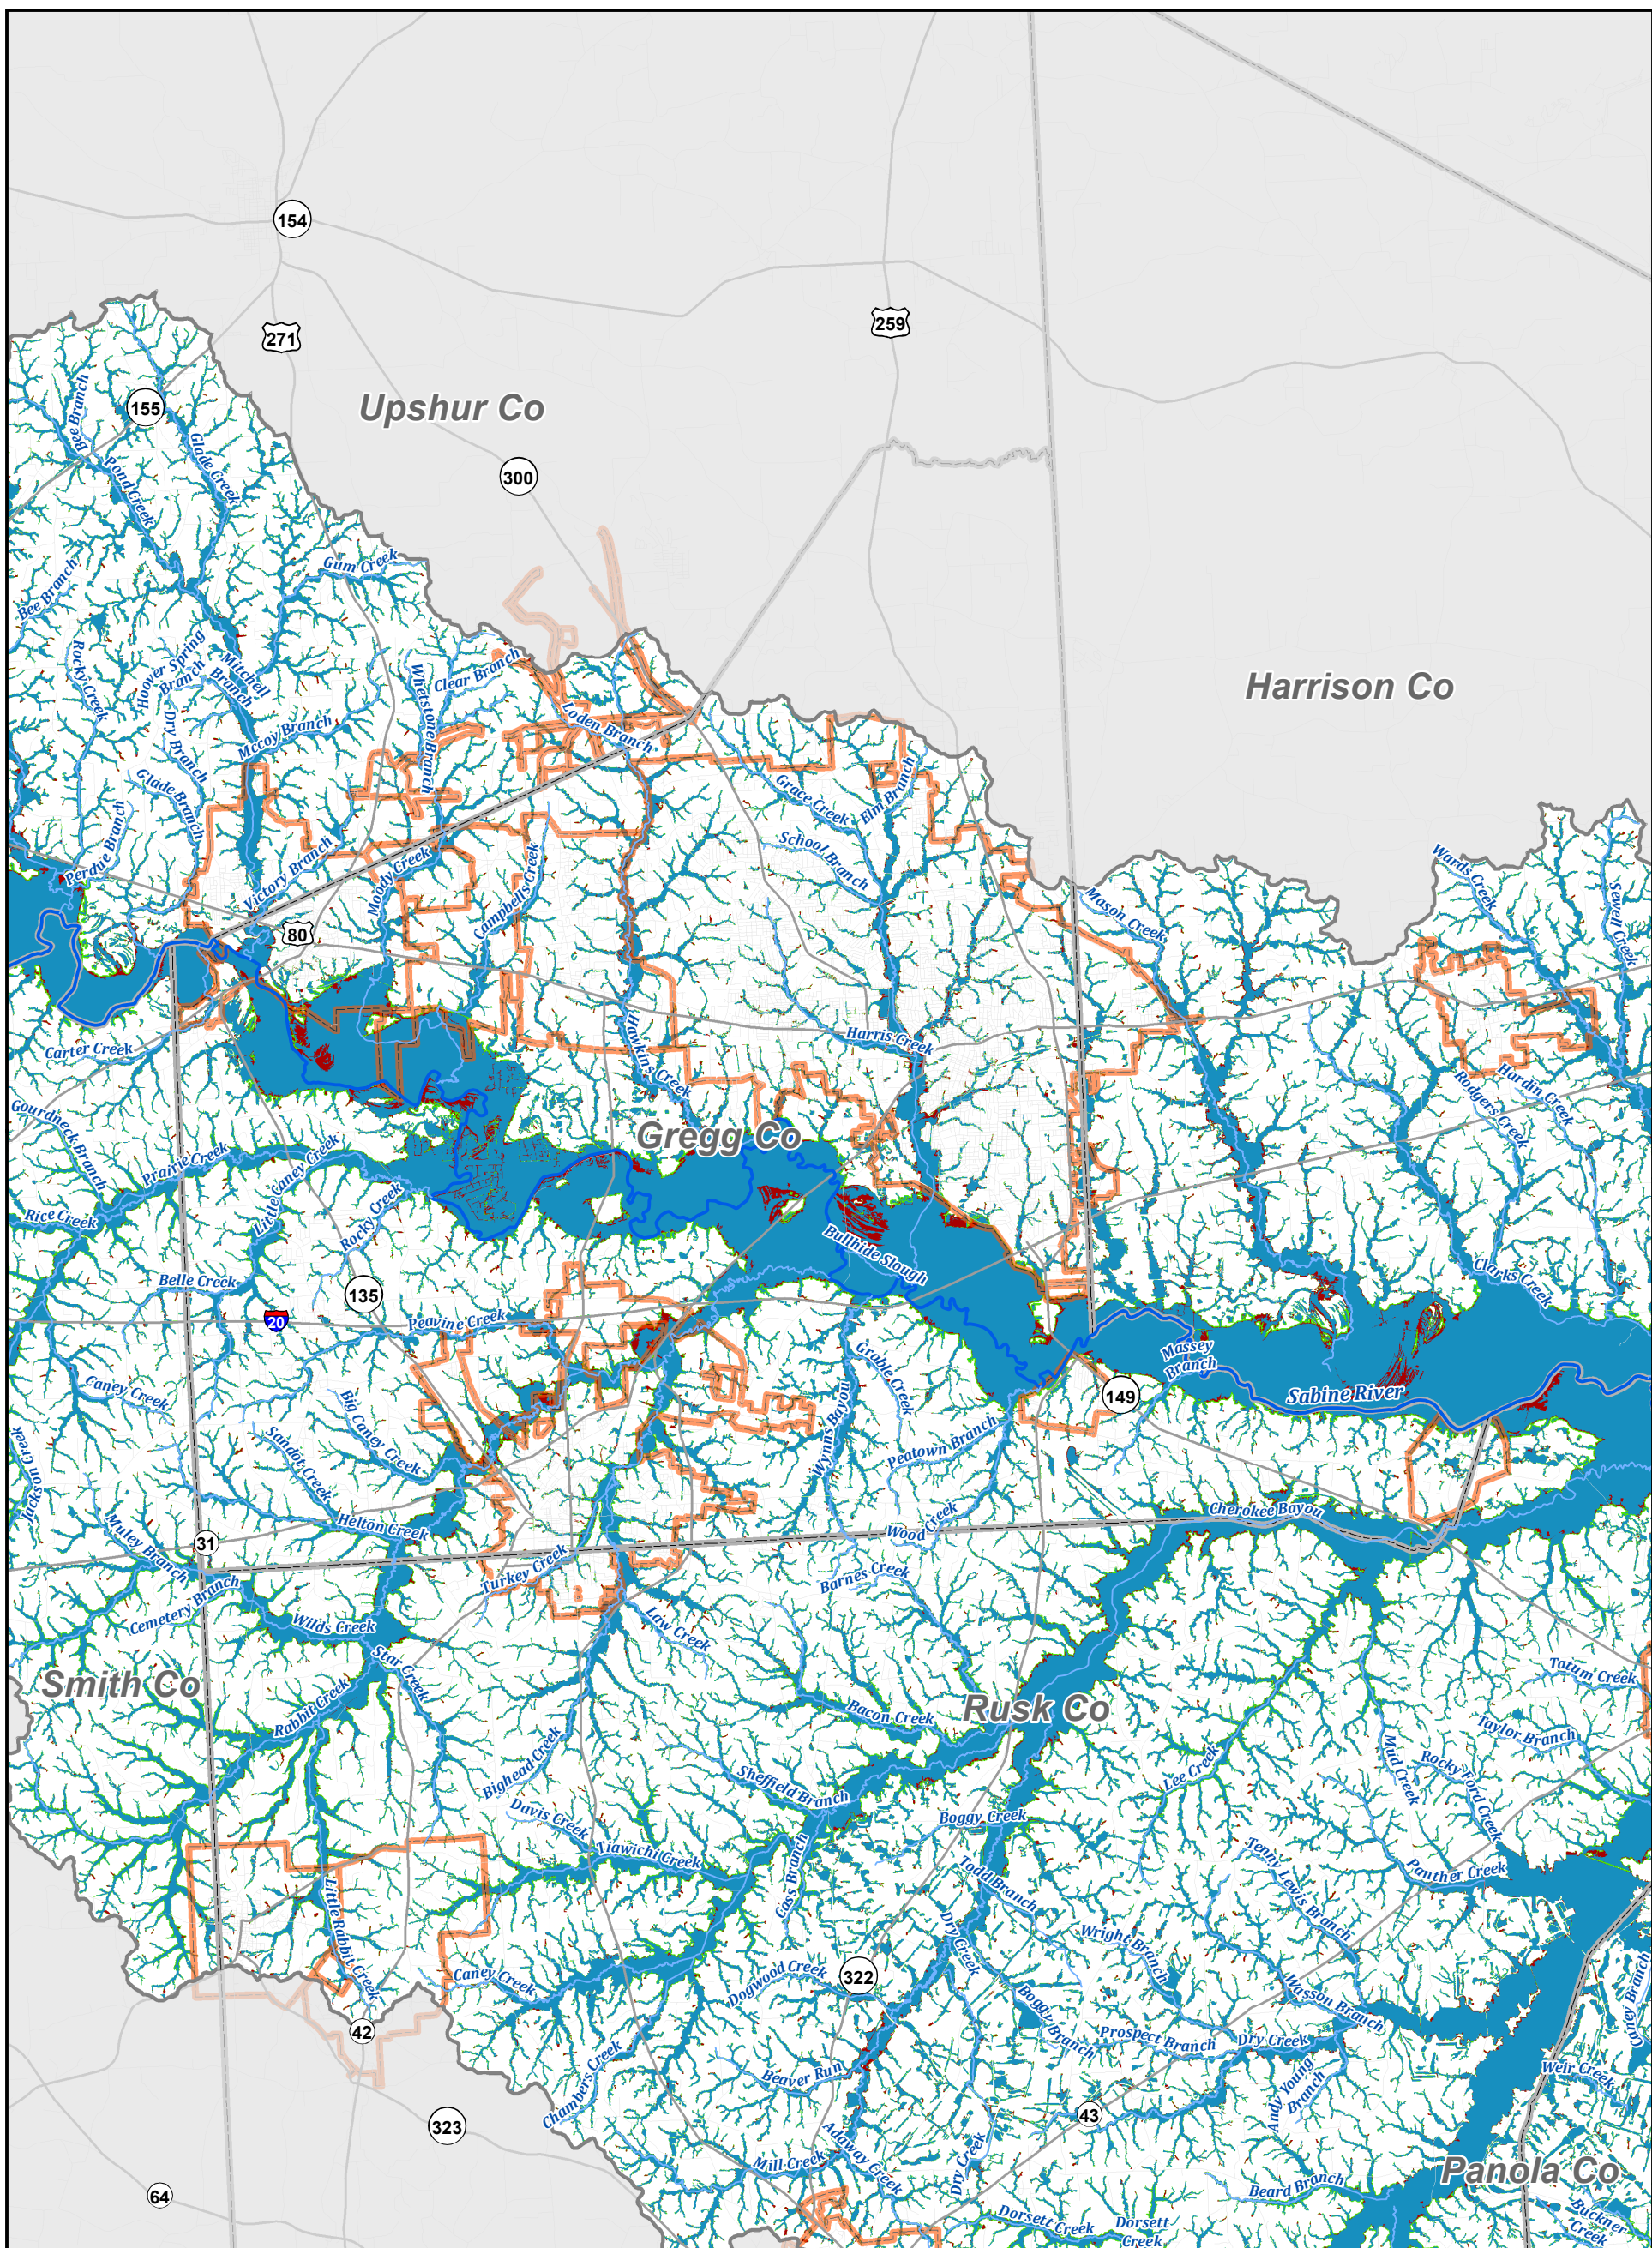 154
271
259
Upshur Co
155
Bee Branch
Glade Creek
Pond Creek
300
Gum Creek
Bee Branch
Rocky Creek
Hoover Spring
Branch
Mitchell
Branch
Whetstone Branch
Clear Branch
Harrison Co
Dry Branch
Mccoy Branch
Loden Branch
Glade Branch
Grace Creek
Elm Branch
Perdue Branch
Victory Branch
Moody Creek
Campbells Creek
School Branch
Wards Creek
Sewell Creek
80
Mason Creek
Carter Creek
Hawkins Creek
Harris Creek
Gourdneck Branch
Rodgers Creek
Hardin Creek
Gregg Co
Prairie Creek
Little Caney Creek
Rocky Creek
Rice Creek
Bullhide Slough
Belle Creek
135
Clarks Creek
20
Peavine Creek
Grable Creek
Massey
Branch
Caney Creek
Big Caney Creek
Wynns Bayou
149
Sabine River
Sandot Creek
Peatown Branch
Jackson Creek
Helton Creek
Cherokee Bayou
Muley Branch
31
Wood Creek
Turkey Creek
Barnes Creek
Cemetery Branch
Wilds Creek
Law Creek
Smith Co
Star Creek
Tatum Creek
Rabbit Creek
Bacon Creek
Rusk Co
Taylor Branch
Mud Creek
Rocky Ford Creek
Bighead Creek
Sheffield Branch
Lee Creek
Davis Creek
Boggy Creek
Tiawichi Creek
Cass Branch
Todd Branch
Tenny Lewis Branch
Panther Creek
Little Rabbit Creek
Dry Creek
Wright Branch
Caney Creek
Dogwood Creek
322
Boggy Branch
Wasson Branch
Cutley Branch
42
Prospect Branch
Dry Creek
Chambers Creek
Beaver Run
Andy Young
Branch
Weir Creek
323
43
Adaway Creek
Mill Creek
Dry Creek
Panola Co
64
Beard Branch
Dorsett Creek
Dorsett
Creek
Buckner
Creek